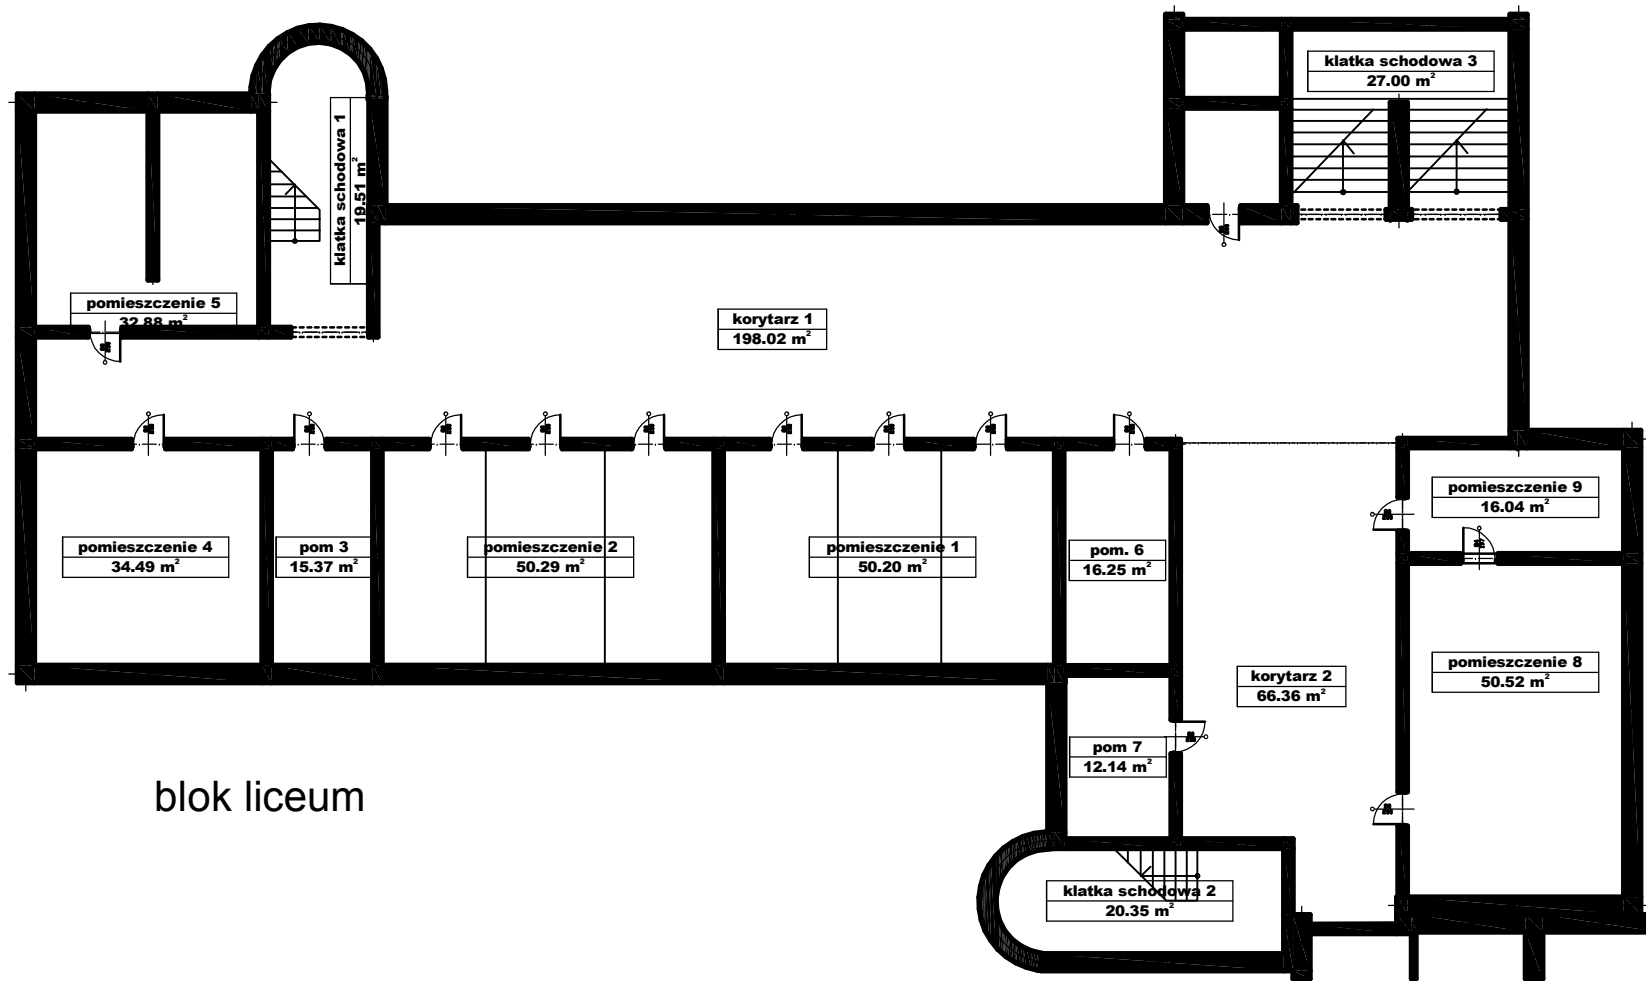 klatka schodowa 3
27.00 m²
klatka schodowa 1
19.51 m²
pomieszczenie 5
32.88 m²
korytarz 1
198.02 m²
pomieszczenie 4
34.49 m²
pom 3
15.37 m²
pomieszczenie 2
50.29 m²
pomieszczenie 1
50.20 m²
pom. 6
16.25 m²
pomieszczenie 9
16.04 m²
korytarz 2
66.36 m²
pomieszczenie 8
50.52 m²
pom 7
12.14 m²
blok liceum
klatka schodowa 2
20.35 m²